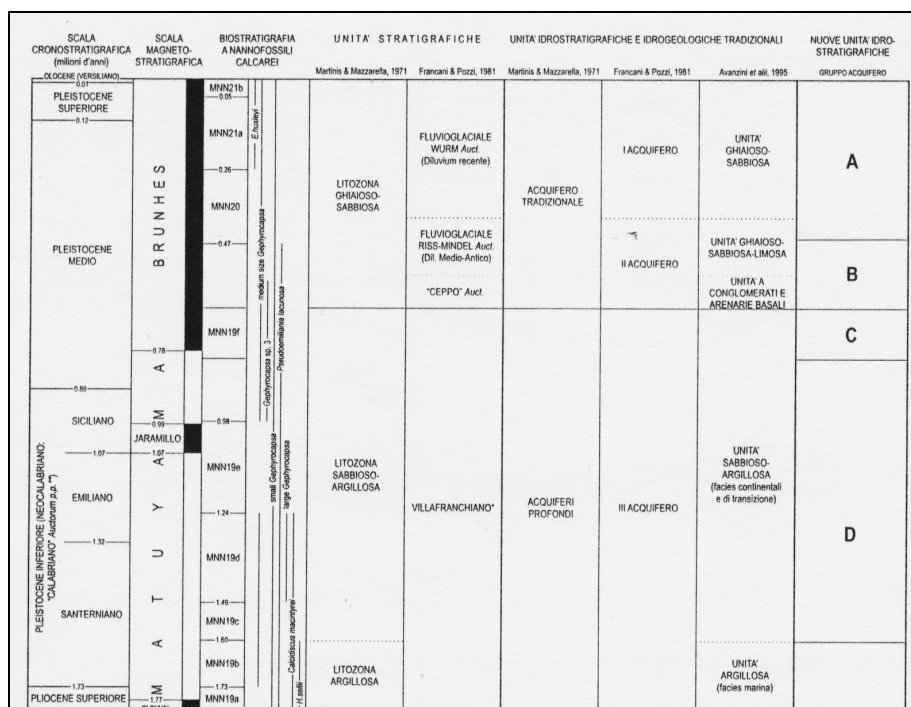 SCALA
CRONOSTRATIGRAFICA
(milioni d'anni)
SCALA
MAGNETO-
STRATIGRAFICA
BIOSTRATIGRAFIA
A NANNOFOSSILI
CALCAREI
UNITA' STRATIGRAFICHE
UNITA' IDROSTRATIGRAFICHE E IDROGEOLOGICHE TRADIZIONALI
NUOVE UNITA' IDRO-
STRATIGRAFICHE
Martinis & Mazzarella, 1971
Francani & Pozzi, 1981
Martinis & Mazzarella, 1971
Francani & Pozzi, 1981
Avanzini et alii, 1995
GRUPPO ACQUIFERO
OLOCENE (VERSILIANO)
0.01
PLEISTOCENE
SUPERIORE
0.12
PLEISTOCENE
MEDIO
0.89
PLEISTOCENE INFERIORE (NEOCALABRIANO:
"CALABRIANO" Auctorum p.p. **)
SICILIANO
1.07
EMILIANO
1.32
SANTERNIANO
1.73
PLIOCENE SUPERIORE
BRUNHES
0.78
MATUYAMA
0.99
JARAMILLO
1.07
1.77
MNN21b
0.05
MNN21a
0.26
MNN20
0.47
MNN19f
0.98
MNN19e
1.24
MNN19d
1.49
MNN19c
1.60
MNN19b
1.73
MNN19a
E.huxleyi
medium size Gephyrocapsa
Gephyrocapsa sp. 3
Pseudoemiliania lacunosa
small Gephyrocapsa
large Gephyrocapsa
Calcidiscus macintyrei
H.sellii
LITOZONA
GHIAIOSO-
SABBIOSA
LITOZONA
SABBIOSO-
ARGILLOSA
LITOZONA
ARGILLOSA
FLUVIOGLACIALE
WURM Auct.
(Diluvium recente)
FLUVIOGLACIALE
RISS-MINDEL Auct.
(Dil. Medio-Antico)
"CEPPO" Auct.
VILLAFRANCHIANO*
ACQUIFERO
TRADIZIONALE
ACQUIFERI
PROFONDI
I ACQUIFERO
II ACQUIFERO
III ACQUIFERO
UNITA'
GHIAIOSO-
SABBIOSA
UNITA' GHIAIOSO-
SABBIOSA-LIMOSA
UNITA' A
CONGLOMERATI E
ARENARIE BASALI
UNITA'
SABBIOSO-
ARGILLOSA
(facies continentali
e di transizione)
UNITA'
ARGILLOSA
(facies marina)
A
B
C
D